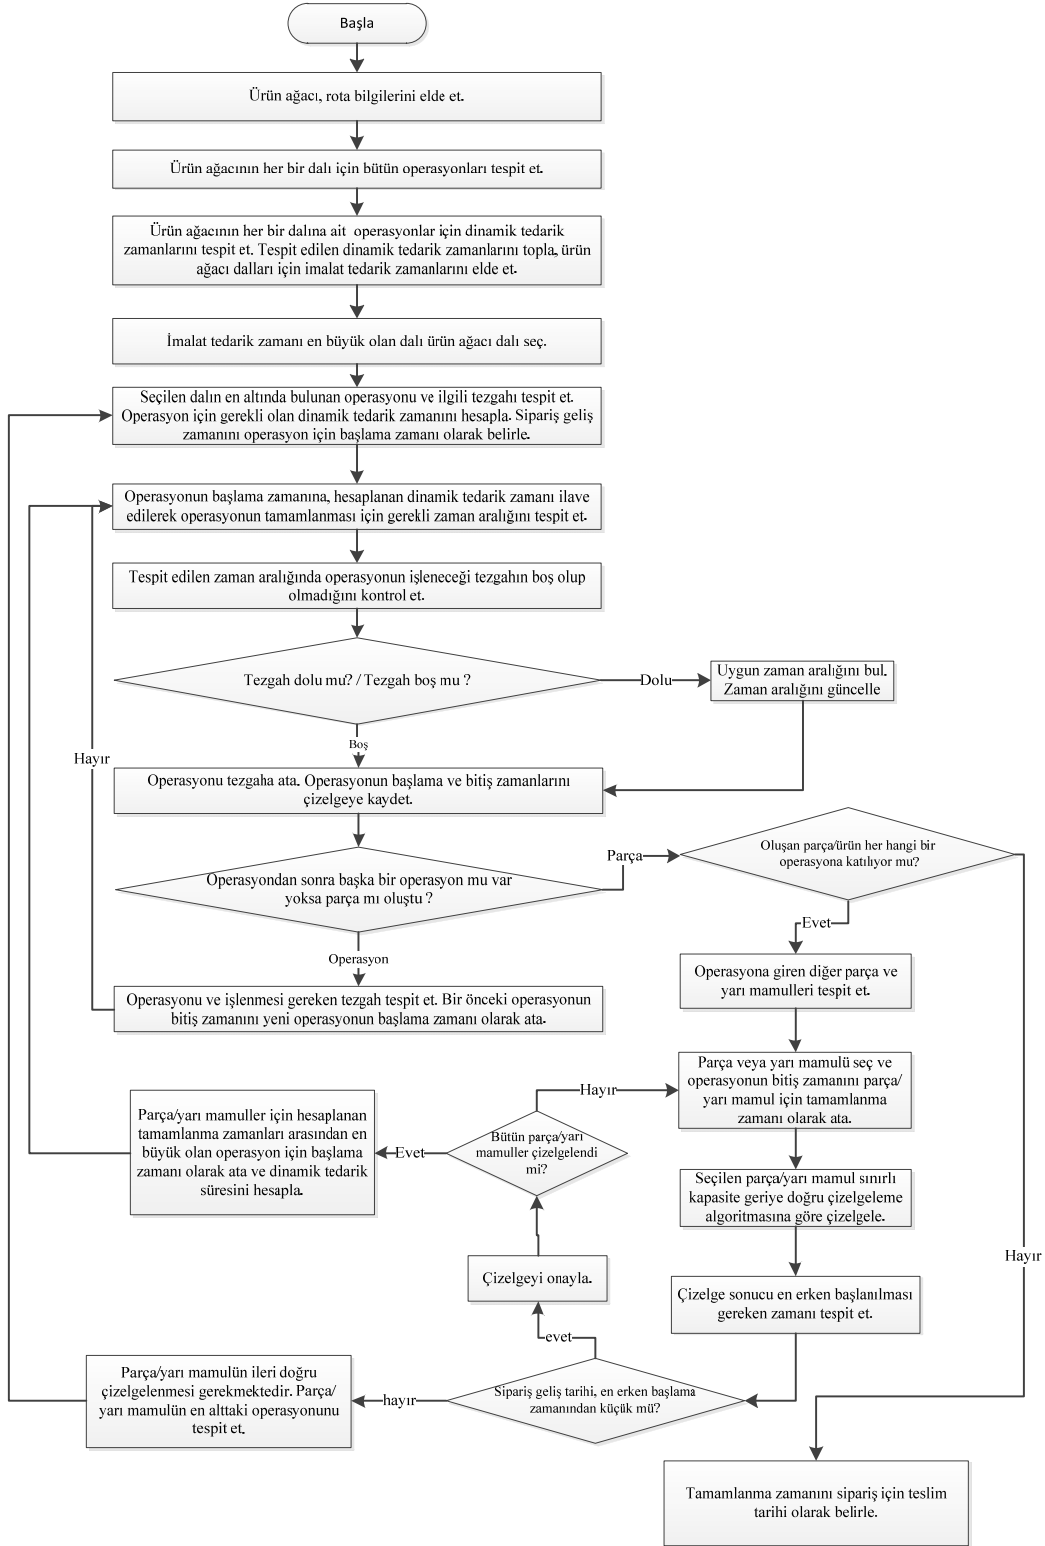 Başla
Ürün ağacı, rota bilgilerini elde et.
Ürün ağacının her bir dalı için bütün operasyonları tespit et.
Ürün ağacının her bir dalına ait operasyonlar için dinamik tedarik
zamanlarını tespit et. Tespit edilen dinamik tedarik zamanlarını topla, ürün
ağacı dalları için imalat tedarik zamanlarını elde et.
İmalat tedarik zamanı en büyük olan dalı ürün ağacı dalı seç.
Seçilen dalın en altında bulunan operasyonu ve ilgili tezgahı tespit et.
Operasyon için gerekli olan dinamik tedarik zamanını hesapla. Sipariş geliş
zamanını operasyon için başlama zamanı olarak belirle.
Operasyonun başlama zamanına, hesaplanan dinamik tedarik zamanı ilave
edilerek operasyonun tamamlanması için gerekli zaman aralığını tespit et.
Tespit edilen zaman aralığında operasyonun işleneceği tezgahın boş olup
olmadığını kontrol et.
Tezgah dolu mu? / Tezgah boş mu ?
Dolu
Uygun zaman aralığını bul.
Zaman aralığını güncelle
Boş
Hayır
Operasyonu tezgaha ata. Operasyonun başlama ve bitiş zamanlarını
çizelgeye kaydet.
Operasyondan sonra başka bir operasyon mu var
yoksa parça mı oluştu ?
Parça
Oluşan parça/ürün her hangi bir
operasyona katılıyor mu?
Evet
Operasyon
Operasyona giren diğer parça ve
yarı mamulleri tespit et.
Operasyonu ve işlenmesi gereken tezgah tespit et. Bir önceki operasyonun
bitiş zamanını yeni operasyonun başlama zamanı olarak ata.
Parça veya yarı mamulü seç ve
operasyonun bitiş zamanını parça/
yarı mamul için tamamlanma
zamanı olarak ata.
Hayır
Parça/yarı mamuller için hesaplanan
tamamlanma zamanları arasından en
büyük olan operasyon için başlama
zamanı olarak ata ve dinamik tedarik
süresini hesapla.
Evet
Bütün parça/yarı
mamuller çizelgelendi
mi?
Seçilen parça/yarı mamul sınırlı
kapasite geriye doğru çizelgeleme
algoritmasına göre çizelgele.
Hayır
Çizelgeyi onayla.
Çizelge sonucu en erken başlanılması
gereken zamanı tespit et.
evet
Parça/yarı mamulün ileri doğru
çizelgelenmesi gerekmektedir. Parça/
yarı mamulün en alttaki operasyonunu
tespit et.
hayır
Sipariş geliş tarihi, en erken başlama
zamanından küçük mü?
Tamamlanma zamanını sipariş için teslim
tarihi olarak belirle.